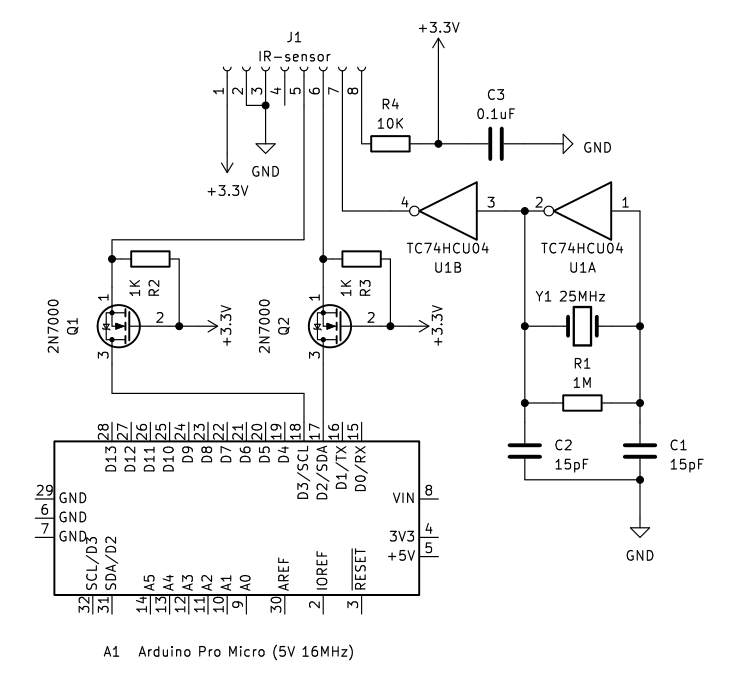 +3.3V
J1
IR-sensor
1 2 3 4 5 6 7 8
C3
0.1uF
R4
10K
GND
GND
+3.3V
4 3 2 1
TC74HCU04
U1B
TC74HCU04
U1A
1K
R2
1K
R3
Y1 25MHz
2N7000
Q1
1
2
3
+3.3V
2N7000
Q2
1
2
3
+3.3V
R1
1M
C2
15pF
C1
15pF
GND
28 27 26 25 24 23 22 21 20 19 18 17 16 15
D13 D12 D11 D10 D9 D8 D7 D6 D5 D4 D3/SCL D2/SDA D1/TX D0/RX
29 GND
6 GND
7 GND
VIN 8
3V3 4
+5V 5
SCL/D3 SDA/D2 A5 A4 A3 A2 A1 A0 AREF IOREF RESET
32 31 14 13 12 11 10 9 30 2 3
A1 Arduino Pro Micro (5V 16MHz)